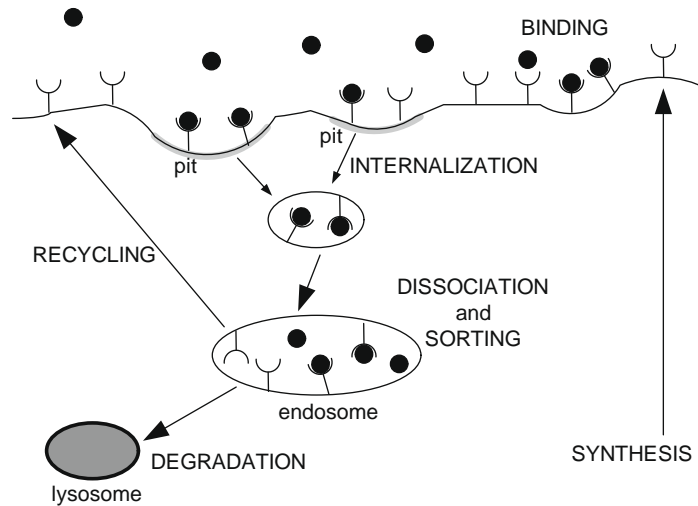 BINDING
pit
pit
INTERNALIZATION
RECYCLING
DISSOCIATION
and
SORTING
endosome
DEGRADATION
SYNTHESIS
lysosome